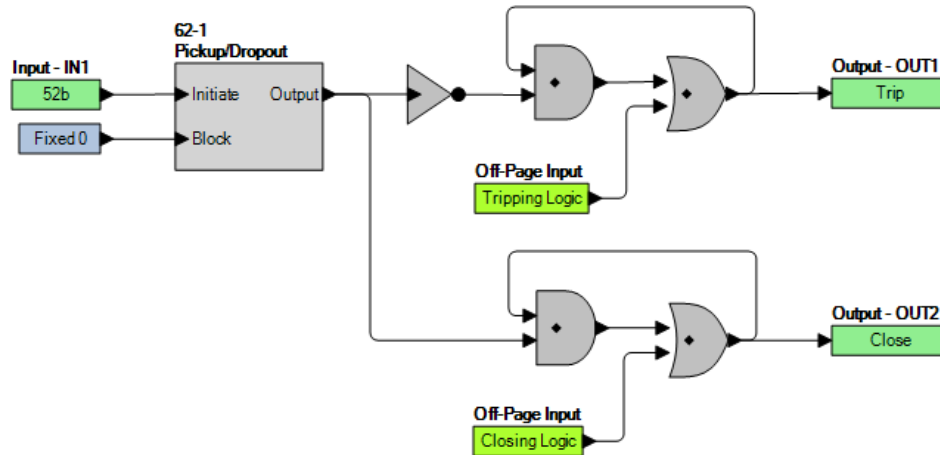 62-1
Pickup/Dropout
Input - IN1
52b
Initiate
Output
Fixed 0
Block
Output - OUT1
Trip
Off-Page Input
Tripping Logic
Output - OUT2
Close
Off-Page Input
Closing Logic